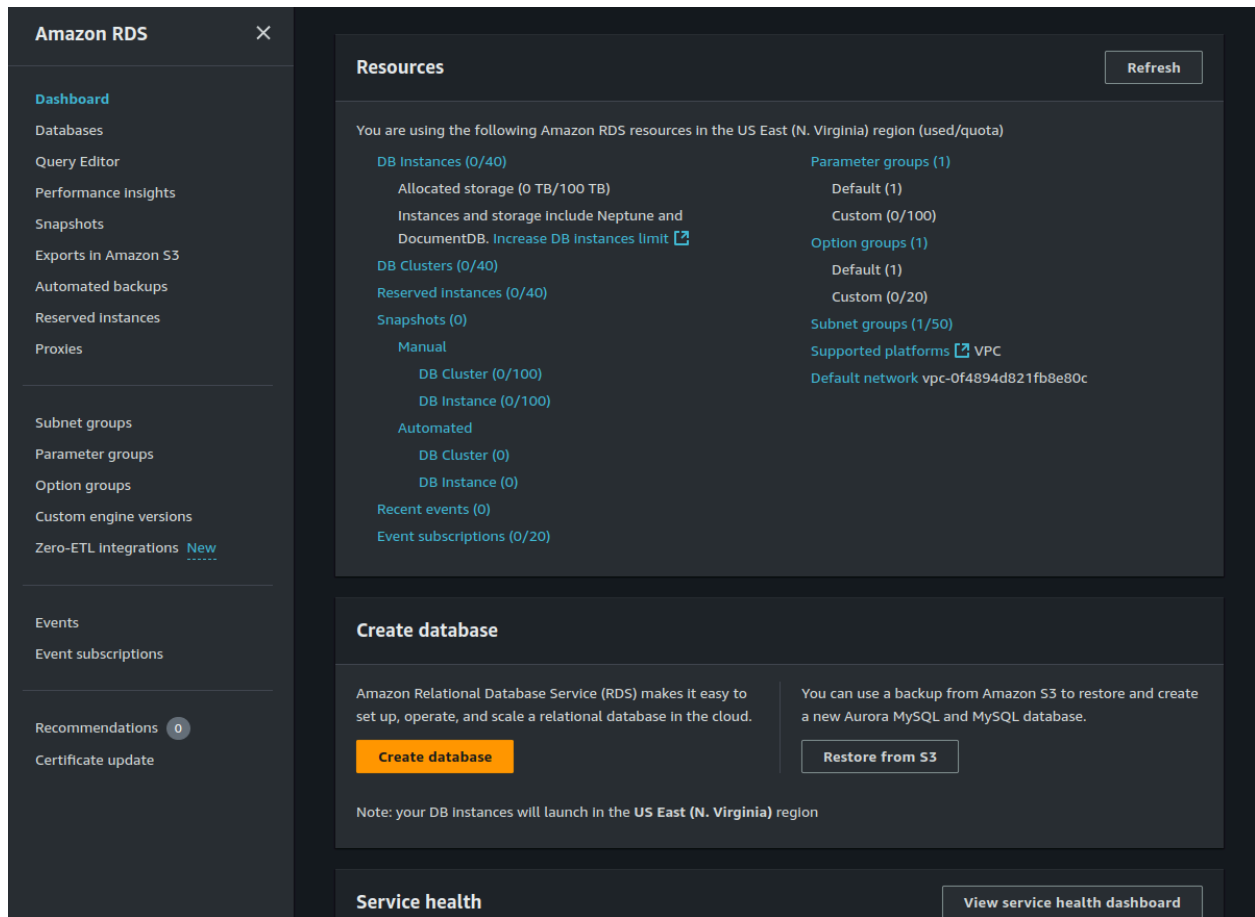 Amazon RDS
Dashboard
Databases
Query Editor
Performance insights
Snapshots
Exports in Amazon S3
Automated backups
Reserved instances
Proxies
Subnet groups
Parameter groups
Option groups
Custom engine versions
Zero-ETL integrations New
Events
Event subscriptions
Recommendations 0
Certificate update
Resources
Refresh
You are using the following Amazon RDS resources in the US East (N. Virginia) region (used/quota)
DB Instances (0/40)
Allocated storage (0 TB/100 TB)
Instances and storage include Neptune and
DocumentDB. Increase DB instances limit
DB Clusters (0/40)
Reserved instances (0/40)
Snapshots (0)
Manual
DB Cluster (0/100)
DB Instance (0/100)
Automated
DB Cluster (0)
DB Instance (0)
Recent events (0)
Event subscriptions (0/20)
Parameter groups (1)
Default (1)
Custom (0/100)
Option groups (1)
Default (1)
Custom (0/20)
Subnet groups (1/50)
Supported platforms VPC
Default network vpc-0f4894d821fb8e80c
Create database
Amazon Relational Database Service (RDS) makes it easy to
set up, operate, and scale a relational database in the cloud.
Create database
You can use a backup from Amazon S3 to restore and create
a new Aurora MySQL and MySQL database.
Restore from S3
Note: your DB instances will launch in the US East (N. Virginia) region
Service health
View service health dashboard